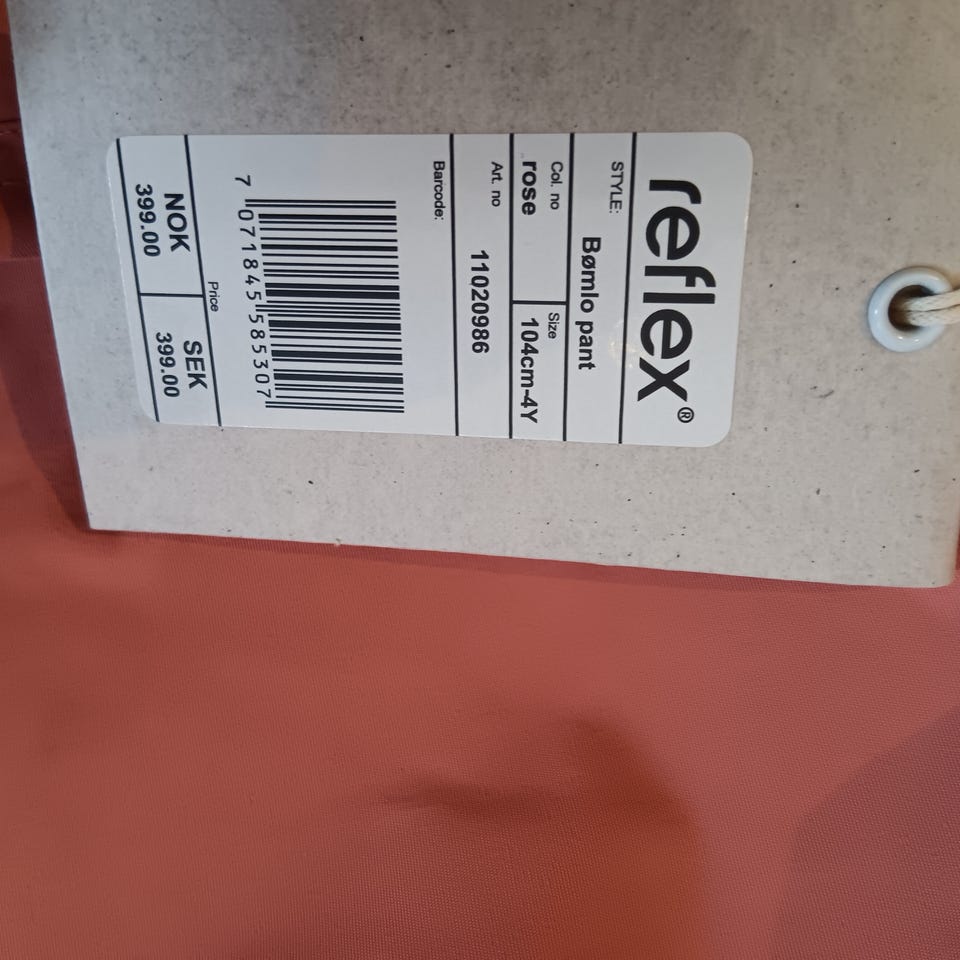 reflex®
STYLE:
Bømlo pant
Col. no
Size
rose
104cm-4Y
Art. no
11020986
Barcode:
7 071845 585307
Price
NOK
SEK
399.00
399.00